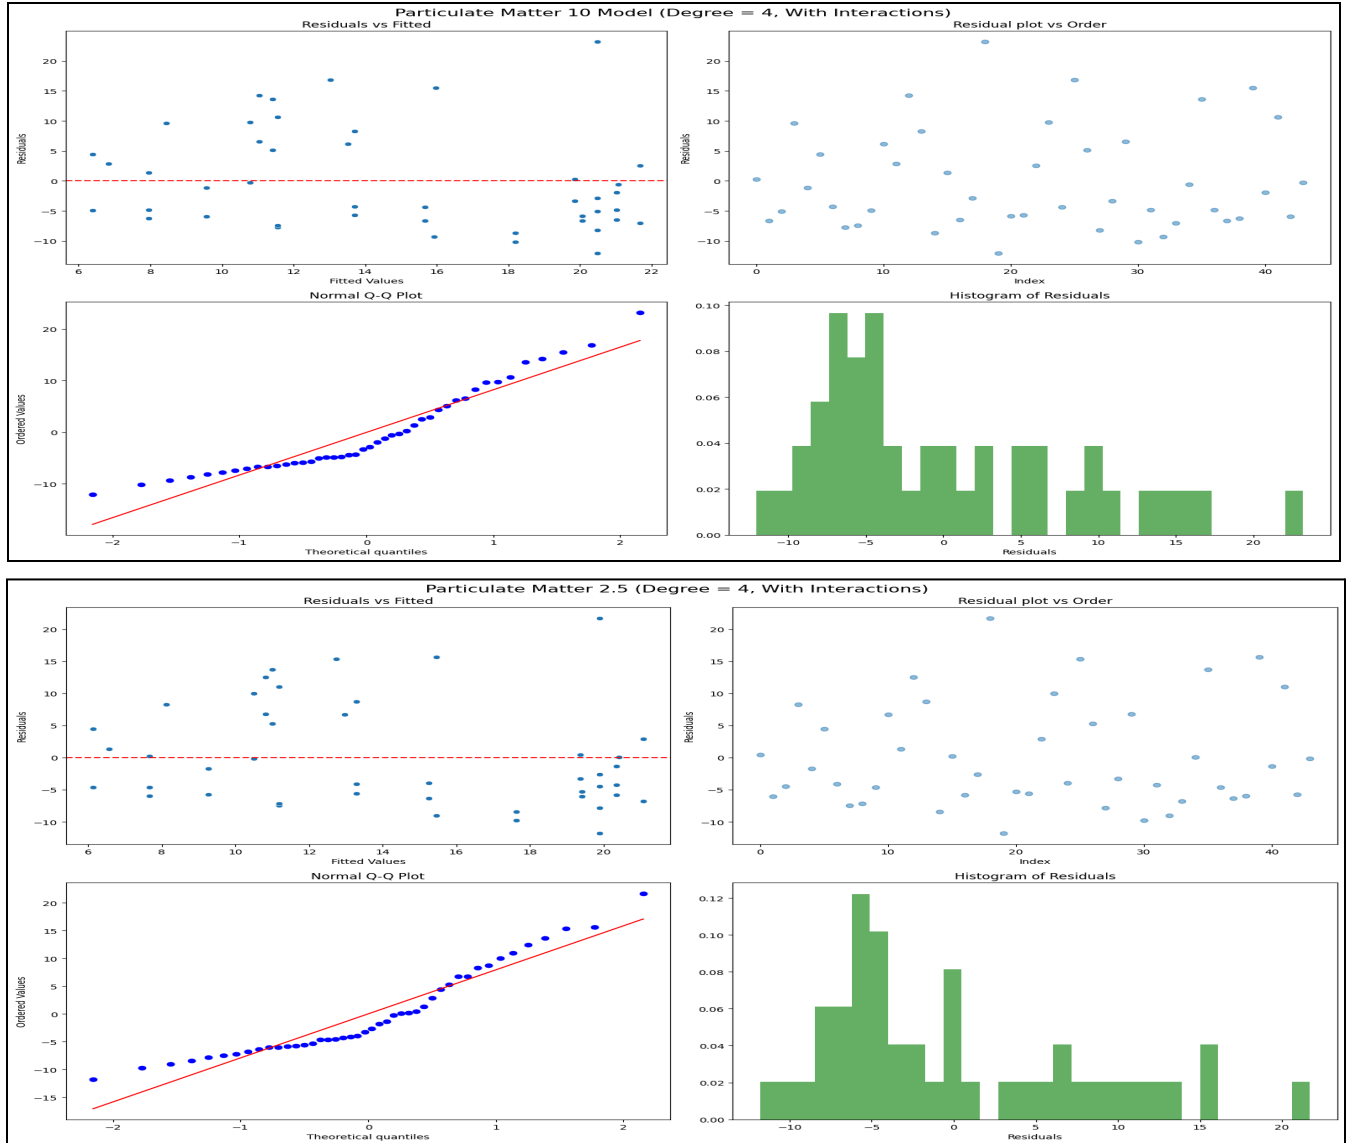 Particulate Matter 10 Model (Degree = 4, With Interactions)
Residuals vs Fitted
Residuals
20
15
10
5
0
−5
−10
6 8 10 12 14 16 18 20 22
Fitted Values
Residual plot vs Order
Residuals
20
15
10
5
0
−5
−10
0 10 20 30 40
Index
Normal Q-Q Plot
Ordered Values
20
10
0
−10
−2 −1 0 1 2
Theoretical quantiles
Histogram of Residuals
0.10
0.08
0.06
0.04
0.02
0.00
−10 −5 0 5 10 15 20
Residuals
Particulate Matter 2.5 (Degree = 4, With Interactions)
Residuals vs Fitted
Residuals
20
15
10
5
0
−5
−10
6 8 10 12 14 16 18 20
Fitted Values
Residual plot vs Order
Residuals
20
15
10
5
0
−5
−10
0 10 20 30 40
Index
Normal Q-Q Plot
Ordered Values
20
15
10
5
0
−5
−10
−15
−2 −1 0 1 2
Theoretical quantiles
Histogram of Residuals
0.12
0.10
0.08
0.06
0.04
0.02
0.00
−10 −5 0 5 10 15 20
Residuals